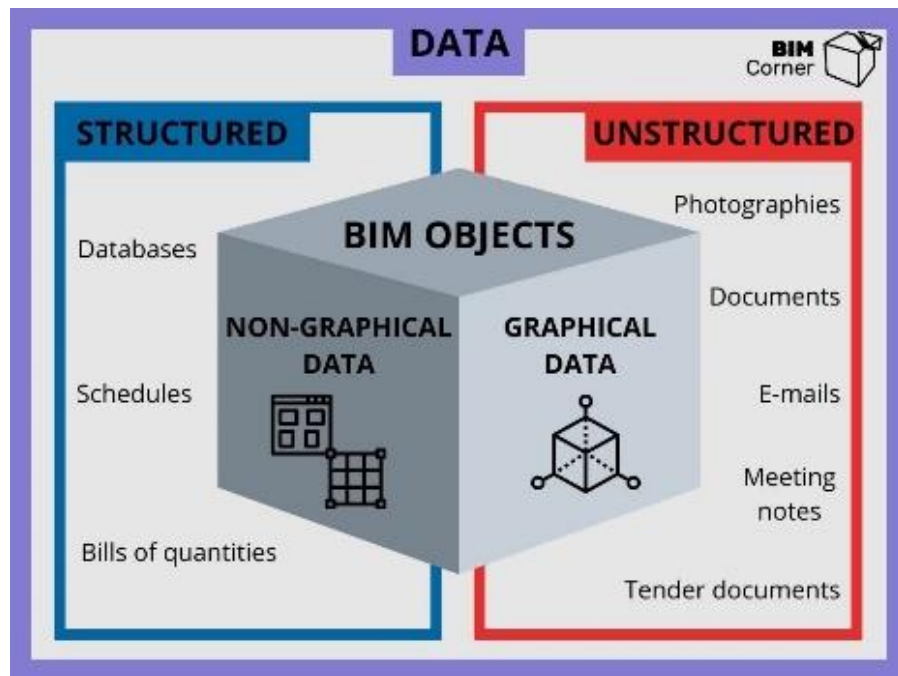 DATA
BIM
Corner
STRUCTURED
UNSTRUCTURED
Databases
Schedules
Bills of quantities
BIM OBJECTS
NON-GRAPHICAL
DATA
GRAPHICAL
DATA
Photographies
Documents
E-mails
Meeting
notes
Tender documents